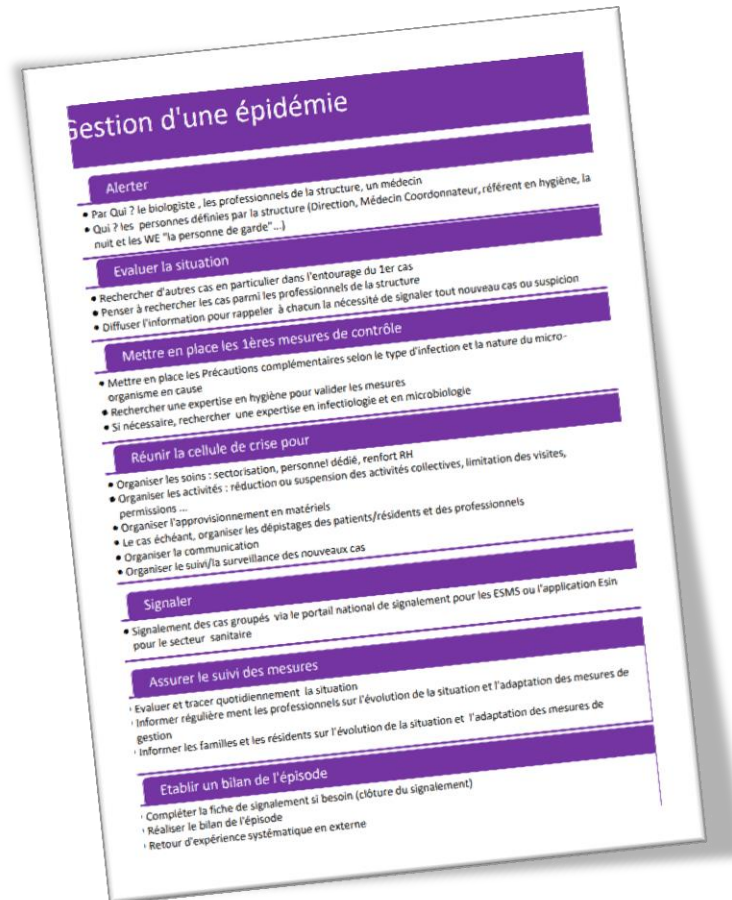 Gestion d'une épidémie
Alerter
• Par Qui ? le biologiste , les professionnels de la structure, un médecin
• Qui ? les personnes définies par la structure (Direction, Médecin Coordonnateur, référent en hygiène, la
nuit et les WE "la personne de garde"...)
Evaluer la situation
• Rechercher d'autres cas en particulier dans l'entourage du 1er cas
• Penser à rechercher les cas parmi les professionnels de la structure
• Diffuser l'information pour rappeler à chacun la nécessité de signaler tout nouveau cas ou suspicion
Mettre en place les 1ères mesures de contrôle
• Mettre en place les Précautions complémentaires selon le type d'infection et la nature du micro-
organisme en cause
• Rechercher une expertise en hygiène pour valider les mesures
• Si nécessaire, rechercher une expertise en infectiologie et en microbiologie
Réunir la cellule de crise pour
• Organiser les soins : sectorisation, personnel dédié, renfort RH
• Organiser les activités : réduction ou suspension des activités collectives, limitation des visites,
permissions ...
• Organiser l'approvisionnement en matériels
• Le cas échéant, organiser les dépistages des patients/résidents et des professionnels
• Organiser la communication
• Organiser le suivi/la surveillance des nouveaux cas
Signaler
• Signalement des cas groupés via le portail national de signalement pour les ESMS ou l'application Esin
pour le secteur sanitaire
Assurer le suivi des mesures
• Evaluer et tracer quotidiennement la situation
• Informer régulière ment les professionnels sur l'évolution de la situation et l'adaptation des mesures de
gestion
• Informer les familles et les résidents sur l'évolution de la situation et l'adaptation des mesures de
Etablir un bilan de l'épisode
• Compléter la fiche de signalement si besoin (clôture du signalement)
• Réaliser le bilan de l'épisode
• Retour d'expérience systématique en externe